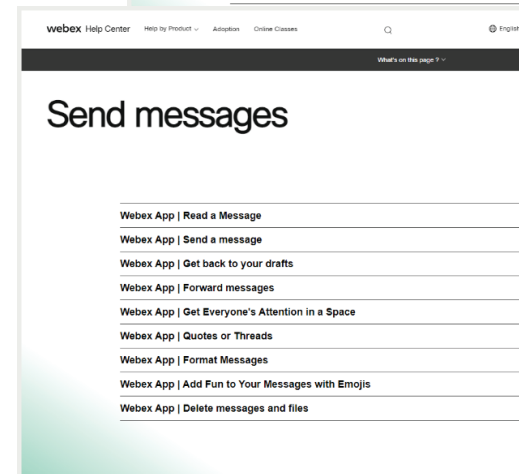 webex Help Center Help by Product Adoption Online Classes English
What's on this page ?
Send messages
Webex App | Read a Message
Webex App | Send a message
Webex App | Get back to your drafts
Webex App | Forward messages
Webex App | Get Everyone's Attention in a Space
Webex App | Quotes or Threads
Webex App | Format Messages
Webex App | Add Fun to Your Messages with Emojis
Webex App | Delete messages and files